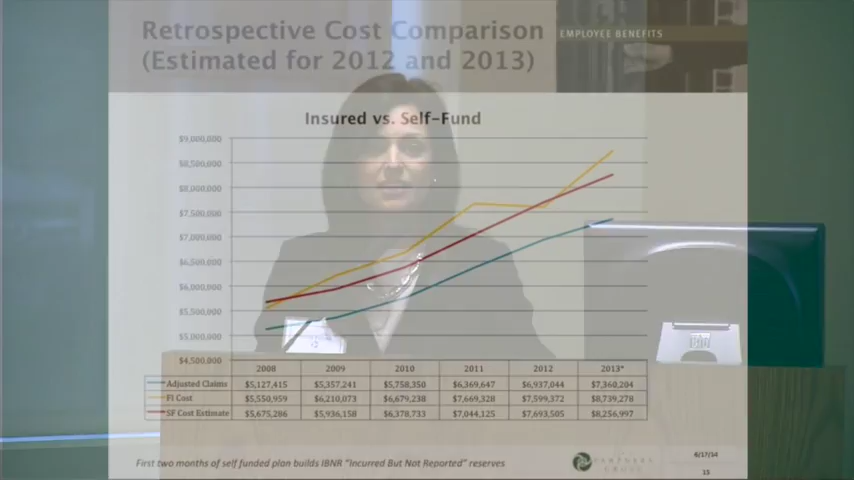 Retrospective Cost Comparison
(Estimated for 2012 and 2013)
EMPLOYEE BENEFITS
Insured vs. Self-Fund
$9,000,000
$8,500,000
$8,000,000
$7,500,000
$7,000,000
$6,500,000
$6,000,000
$5,500,000
$5,000,000
$4,500,000
2008 2009 2010 2011 2012 2013*
Adjusted Claims $5,127,415 $5,357,241 $5,758,350 $6,369,647 $6,937,044 $7,360,204
FI Cost $5,550,959 $6,210,073 $6,679,238 $7,669,328 $7,599,372 $8,739,278
SF Cost Estimate $5,675,286 $5,936,158 $6,378,733 $7,044,125 $7,693,505 $8,256,997
First two months of self funded plan builds IBNR "Incurred But Not Reported" reserves
GROUP
6/17/14
15